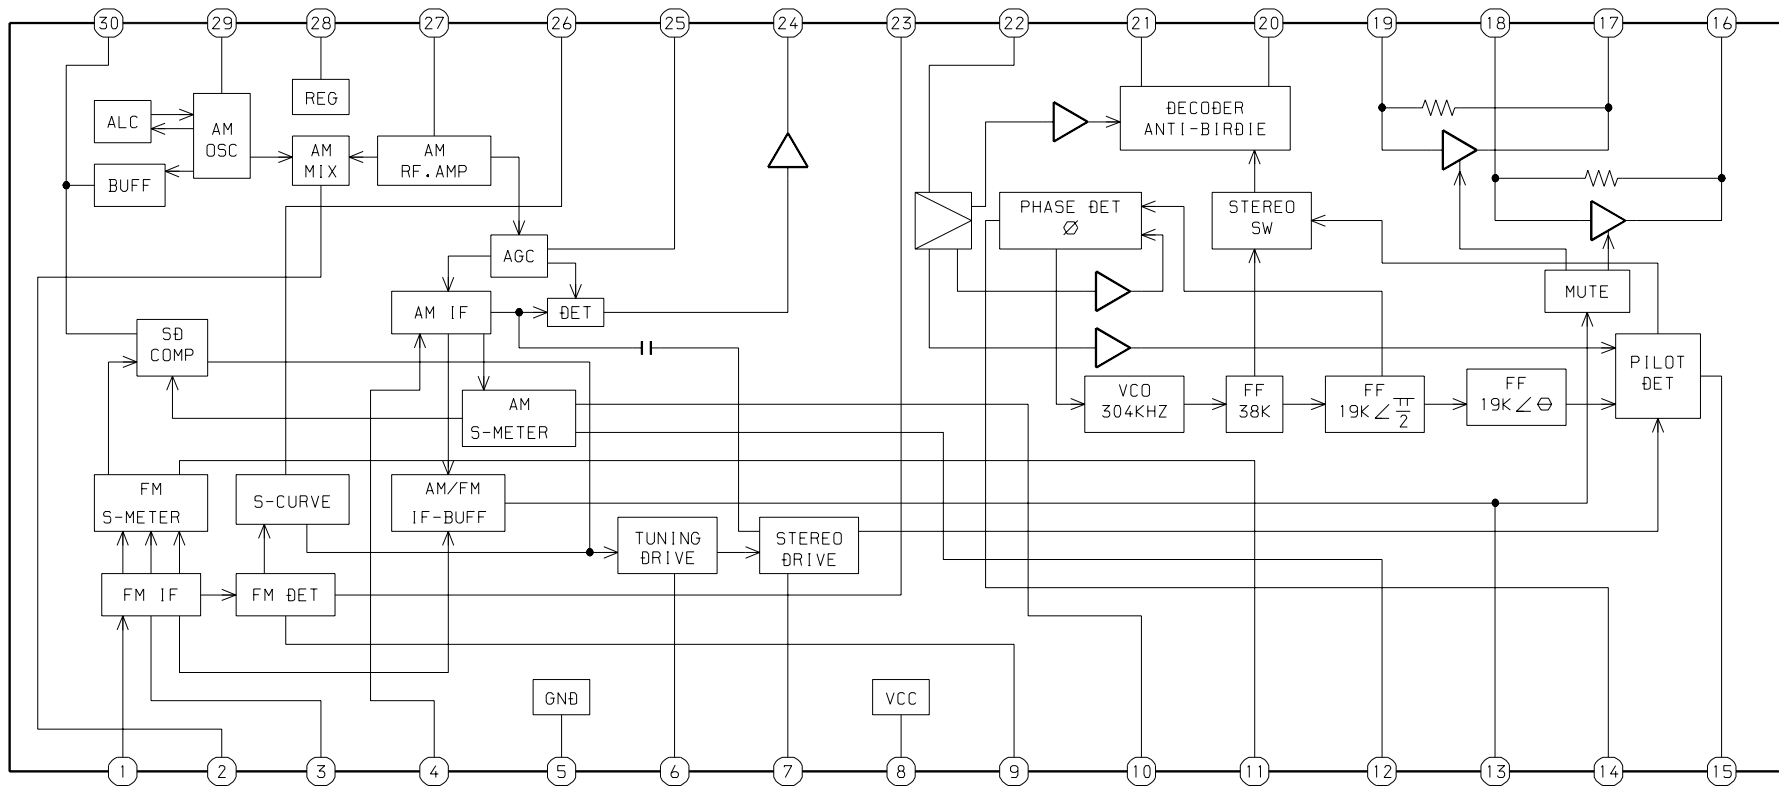 30 29 28 27 26 25 24 23 22 21 20 19 18 17 16
REG
ALC
AM
OSC
DECODER
ANTI-BIRDIE
AM
MIX
AM
RF.AMP
BUFF
PHASE DET
Ø
STEREO
SW
AGC
AM IF
DET
MUTE
SD
COMP
PILOT
DET
VCO
304KHZ
FF
38K
FF
19K∠π/2
FF
19K∠θ
AM
S-METER
FM
S-METER
S-CURVE
AM/FM
IF-BUFF
TUNING
DRIVE
STEREO
DRIVE
FM IF
FM DET
GND
VCC
1 2 3 4 5 6 7 8 9 10 11 12 13 14 15